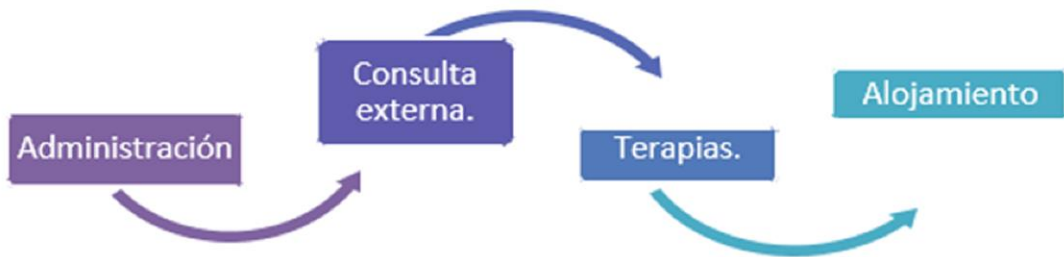 Administración
Consulta
externa.
Terapias.
Alojamiento